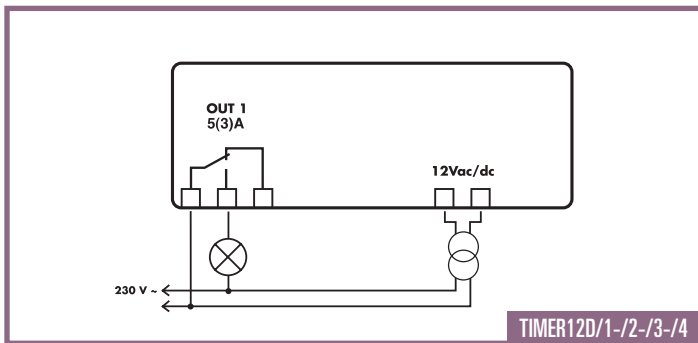 OUT 1
5(3)A
12Vac/dc
230 V ~
TIMER12D/1-/2-/3-/4